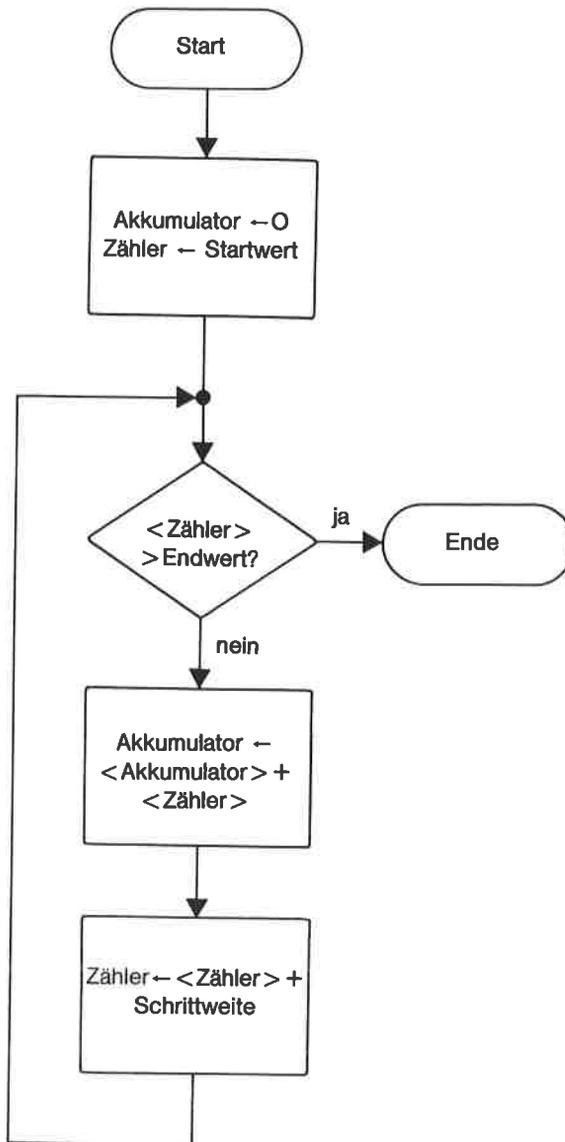 Start
Akkumulator ← O
Zähler ← Startwert
<Zähler>
>Endwert?
ja
Ende
nein
Akkumulator ←
<Akkumulator> +
<Zähler>
Zähler ← <Zähler> +
Schrittweite